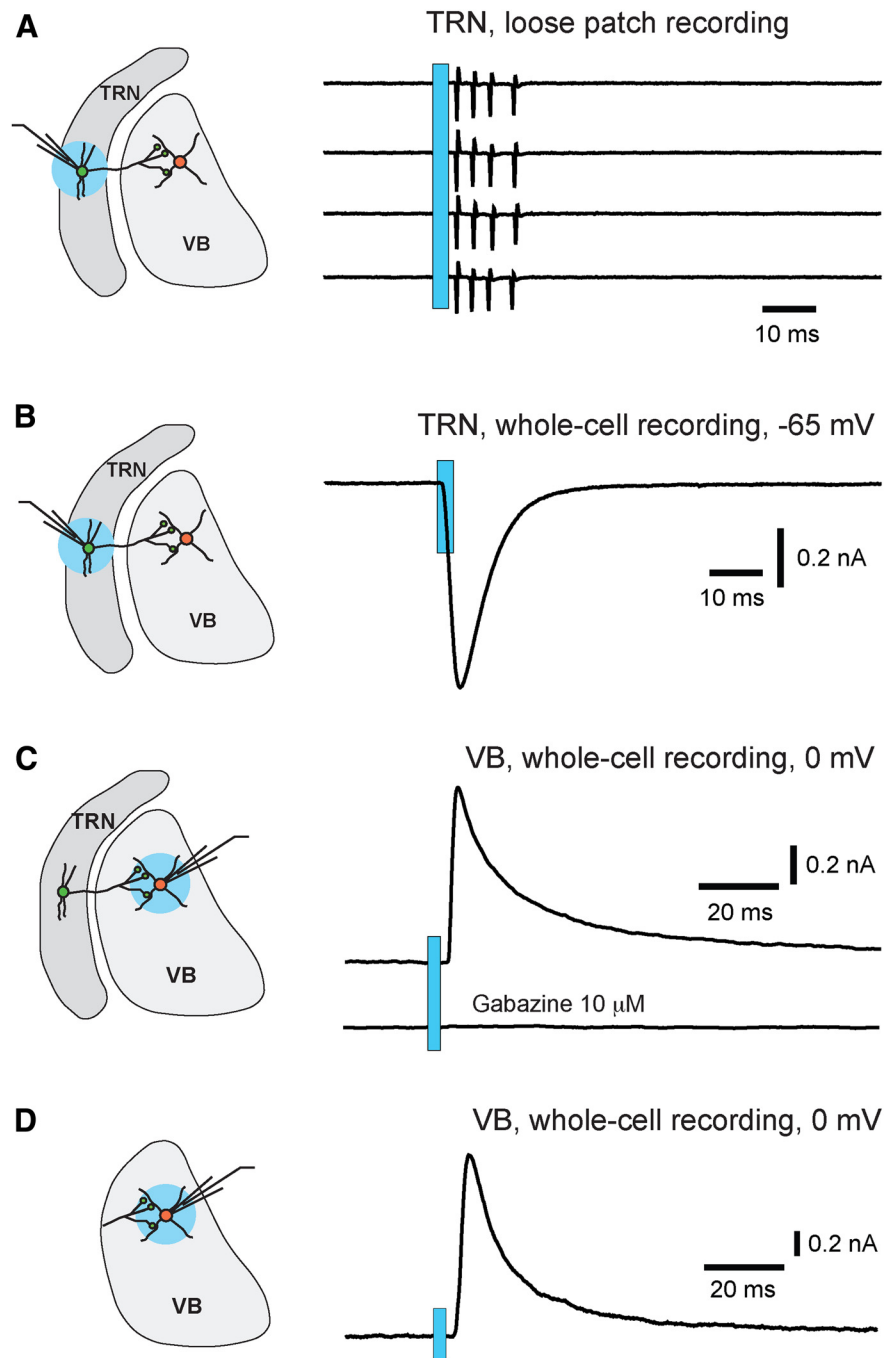 A
TRN, loose patch recording
TRN
VB
10 ms
B
TRN, whole-cell recording, -65 mV
TRN
VB
0.2 nA
10 ms
C
VB, whole-cell recording, 0 mV
TRN
VB
0.2 nA
20 ms
Gabazine 10 μM
D
VB, whole-cell recording, 0 mV
VB
0.2 nA
20 ms